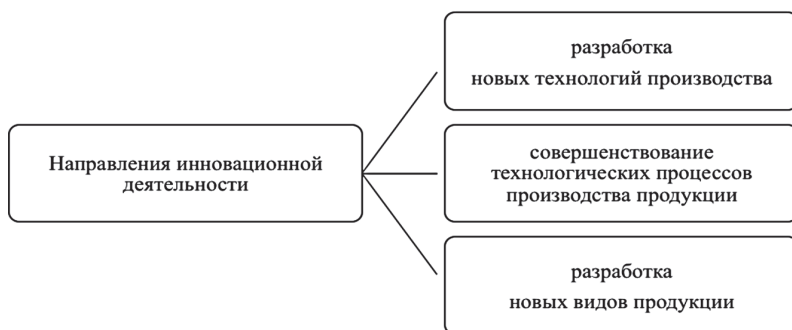 Направления инновационной
деятельности
разработка
новых технологий производства
совершенствование
технологических процессов
производства продукции
разработка
новых видов продукции